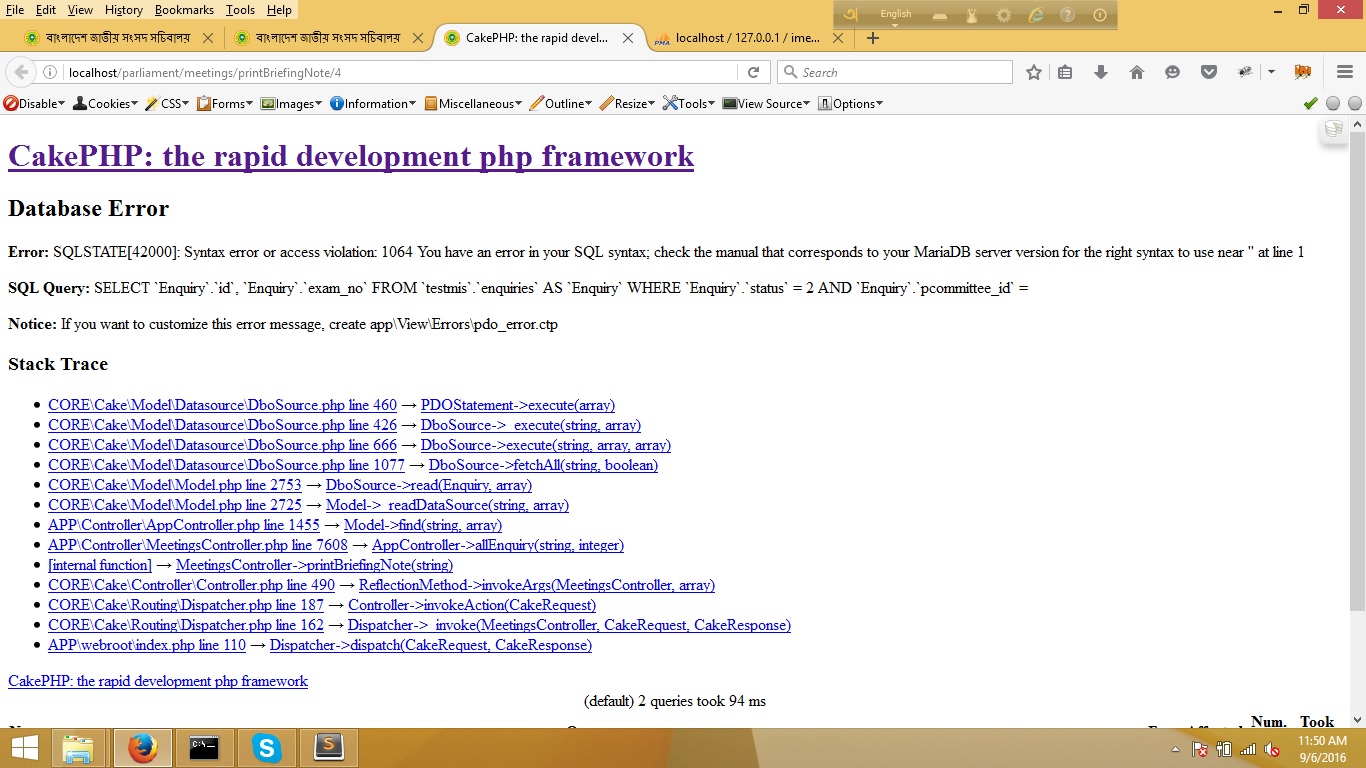 File Edit View History Bookmarks Tools Help
English
বাংলাদেশ জাতীয় সংসদ সচিবালয়
বাংলাদেশ জাতীয় সংসদ সচিবালয়
CakePHP: the rapid devel...
localhost / 127.0.0.1 / ime...
localhost/parliament/meetings/printBriefingNote/4
Search
Disable Cookies CSS Forms Images Information Miscellaneous Outline Resize Tools View Source Options
CakePHP: the rapid development php framework
Database Error
Error: SQLSTATE[42000]: Syntax error or access violation: 1064 You have an error in your SQL syntax; check the manual that corresponds to your MariaDB server version for the right syntax to use near '' at line 1
SQL Query: SELECT `Enquiry`.`id`, `Enquiry`.`exam_no` FROM `testmis`.`enquiries` AS `Enquiry` WHERE `Enquiry`.`status` = 2 AND `Enquiry`.`pcommittee_id` =
Notice: If you want to customize this error message, create app\View\Errors\pdo_error.ctp
Stack Trace
CORE\Cake\Model\Datasource\DboSource.php line 460 → PDOStatement->execute(array)
CORE\Cake\Model\Datasource\DboSource.php line 426 → DboSource->_execute(string, array)
CORE\Cake\Model\Datasource\DboSource.php line 666 → DboSource->execute(string, array, array)
CORE\Cake\Model\Datasource\DboSource.php line 1077 → DboSource->fetchAll(string, boolean)
CORE\Cake\Model\Model.php line 2753 → DboSource->read(Enquiry, array)
CORE\Cake\Model\Model.php line 2725 → Model->_readDataSource(string, array)
APP\Controller\AppController.php line 1455 → Model->find(string, array)
APP\Controller\MeetingsController.php line 7608 → AppController->allEnquiry(string, integer)
[internal function] → MeetingsController->printBriefingNote(string)
CORE\Cake\Controller\Controller.php line 490 → ReflectionMethod->invokeArgs(MeetingsController, array)
CORE\Cake\Routing\Dispatcher.php line 187 → Controller->invokeAction(CakeRequest)
CORE\Cake\Routing\Dispatcher.php line 162 → Dispatcher->_invoke(MeetingsController, CakeRequest, CakeResponse)
APP\webroot\index.php line 110 → Dispatcher->dispatch(CakeRequest, CakeResponse)
CakePHP: the rapid development php framework
(default) 2 queries took 94 ms
Num. Took
11:50 AM
9/6/2016